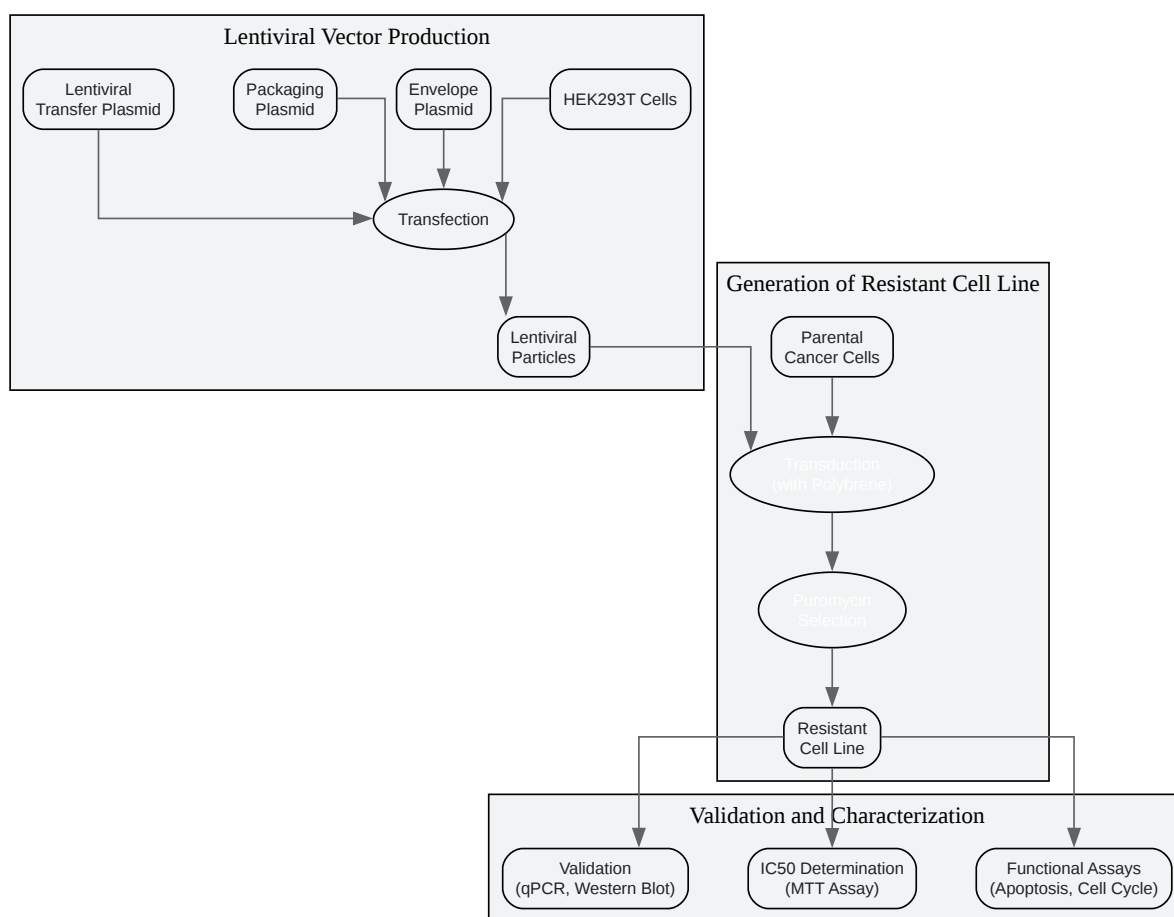 Lentiviral Vector Production
Lentiviral
Transfer Plasmid
Packaging
Plasmid
Envelope
Plasmid
HEK293T Cells
Transfection
Lentiviral
Particles
Generation of Resistant Cell Line
Parental
Cancer Cells
Transduction
(with Polybrene)
Puromycin
Selection
Resistant
Cell Line
Validation and Characterization
Validation
(qPCR, Western Blot)
IC50 Determination
(MTT Assay)
Functional Assays
(Apoptosis, Cell Cycle)